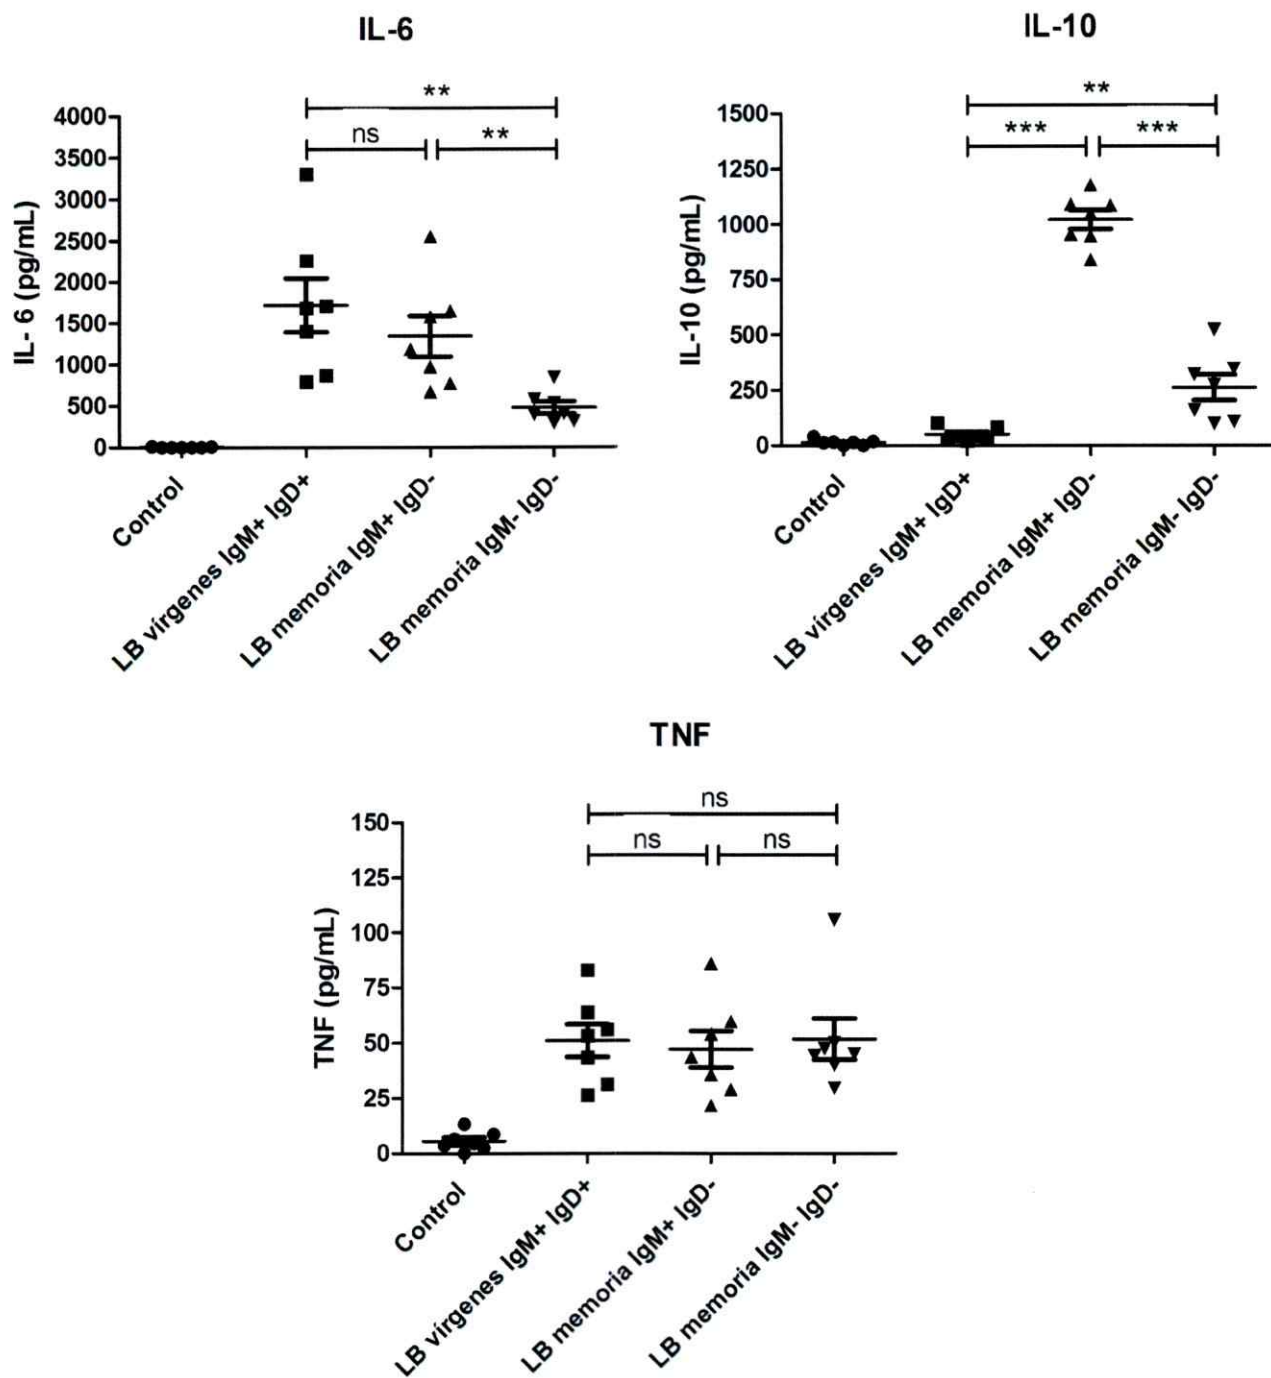 IL-6
**
ns
**
4000
3500
3000
2500
2000
1500
1000
500
0
IL- 6 (pg/mL)
Control
LB vírgenes IgM+ IgD+
LB memoria IgM+ IgD-
LB memoria IgM- IgD-
IL-10
**
***
***
1500
1250
1000
750
500
250
0
IL-10 (pg/mL)
Control
LB vírgenes IgM+ IgD+
LB memoria IgM+ IgD-
LB memoria IgM- IgD-
TNF
ns
ns
ns
150
125
100
75
50
25
0
TNF (pg/mL)
Control
LB vírgenes IgM+ IgD+
LB memoria IgM+ IgD-
LB memoria IgM- IgD-